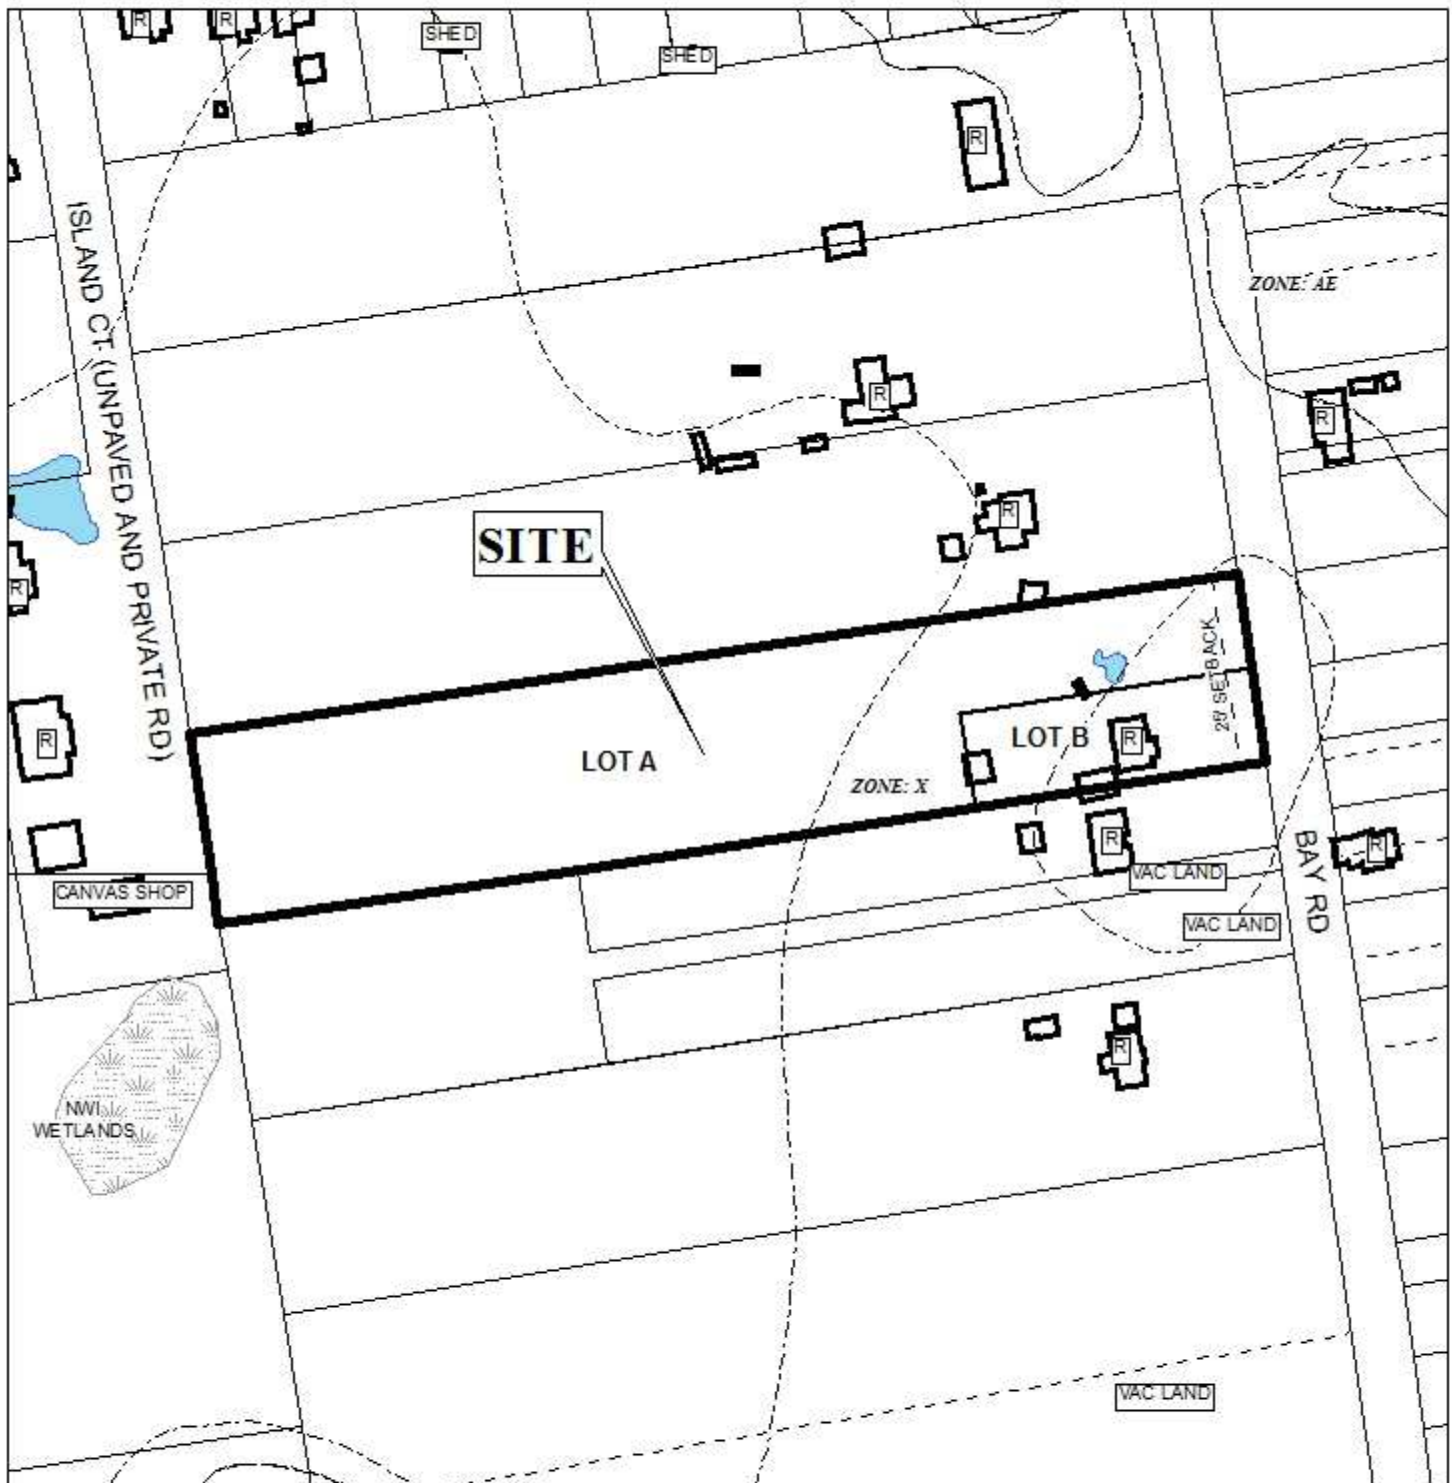 R
R
SHED
SHED
R
ISLAND CT. (UNPAVED AND PRIVATE RD)
ZONE: AE
R
R
R
SITE
R
25' SETBACK
R
LOT A
LOT B
R
ZONE: X
R
BAY RD
R
VAC LAND
CANVAS SHOP
VAC LAND
R
NWI
WETLANDS
VAC LAND